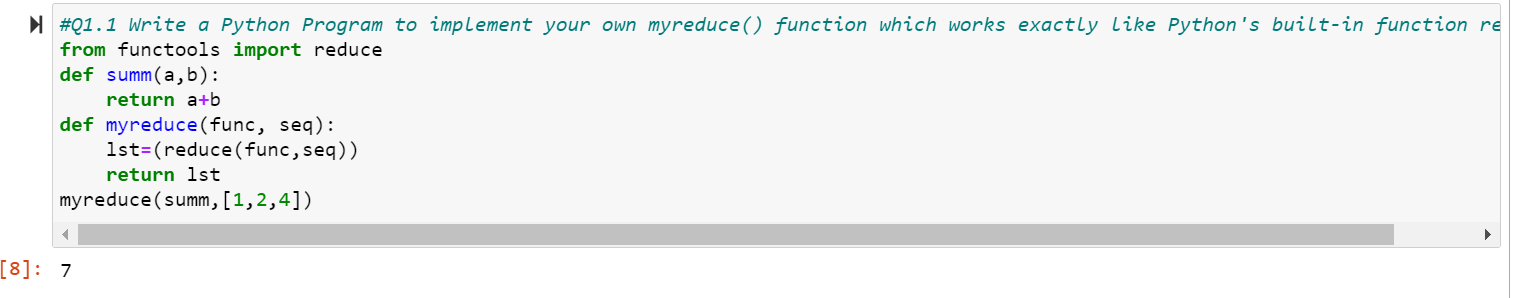 #Q1.1 Write a Python Program to implement your own myreduce() function which works exactly like Python's built-in function re
from functools import reduce
def summ(a,b):
    return a+b
def myreduce(func, seq):
    lst=(reduce(func,seq))
    return lst
myreduce(summ,[1,2,4])
[8]: 7